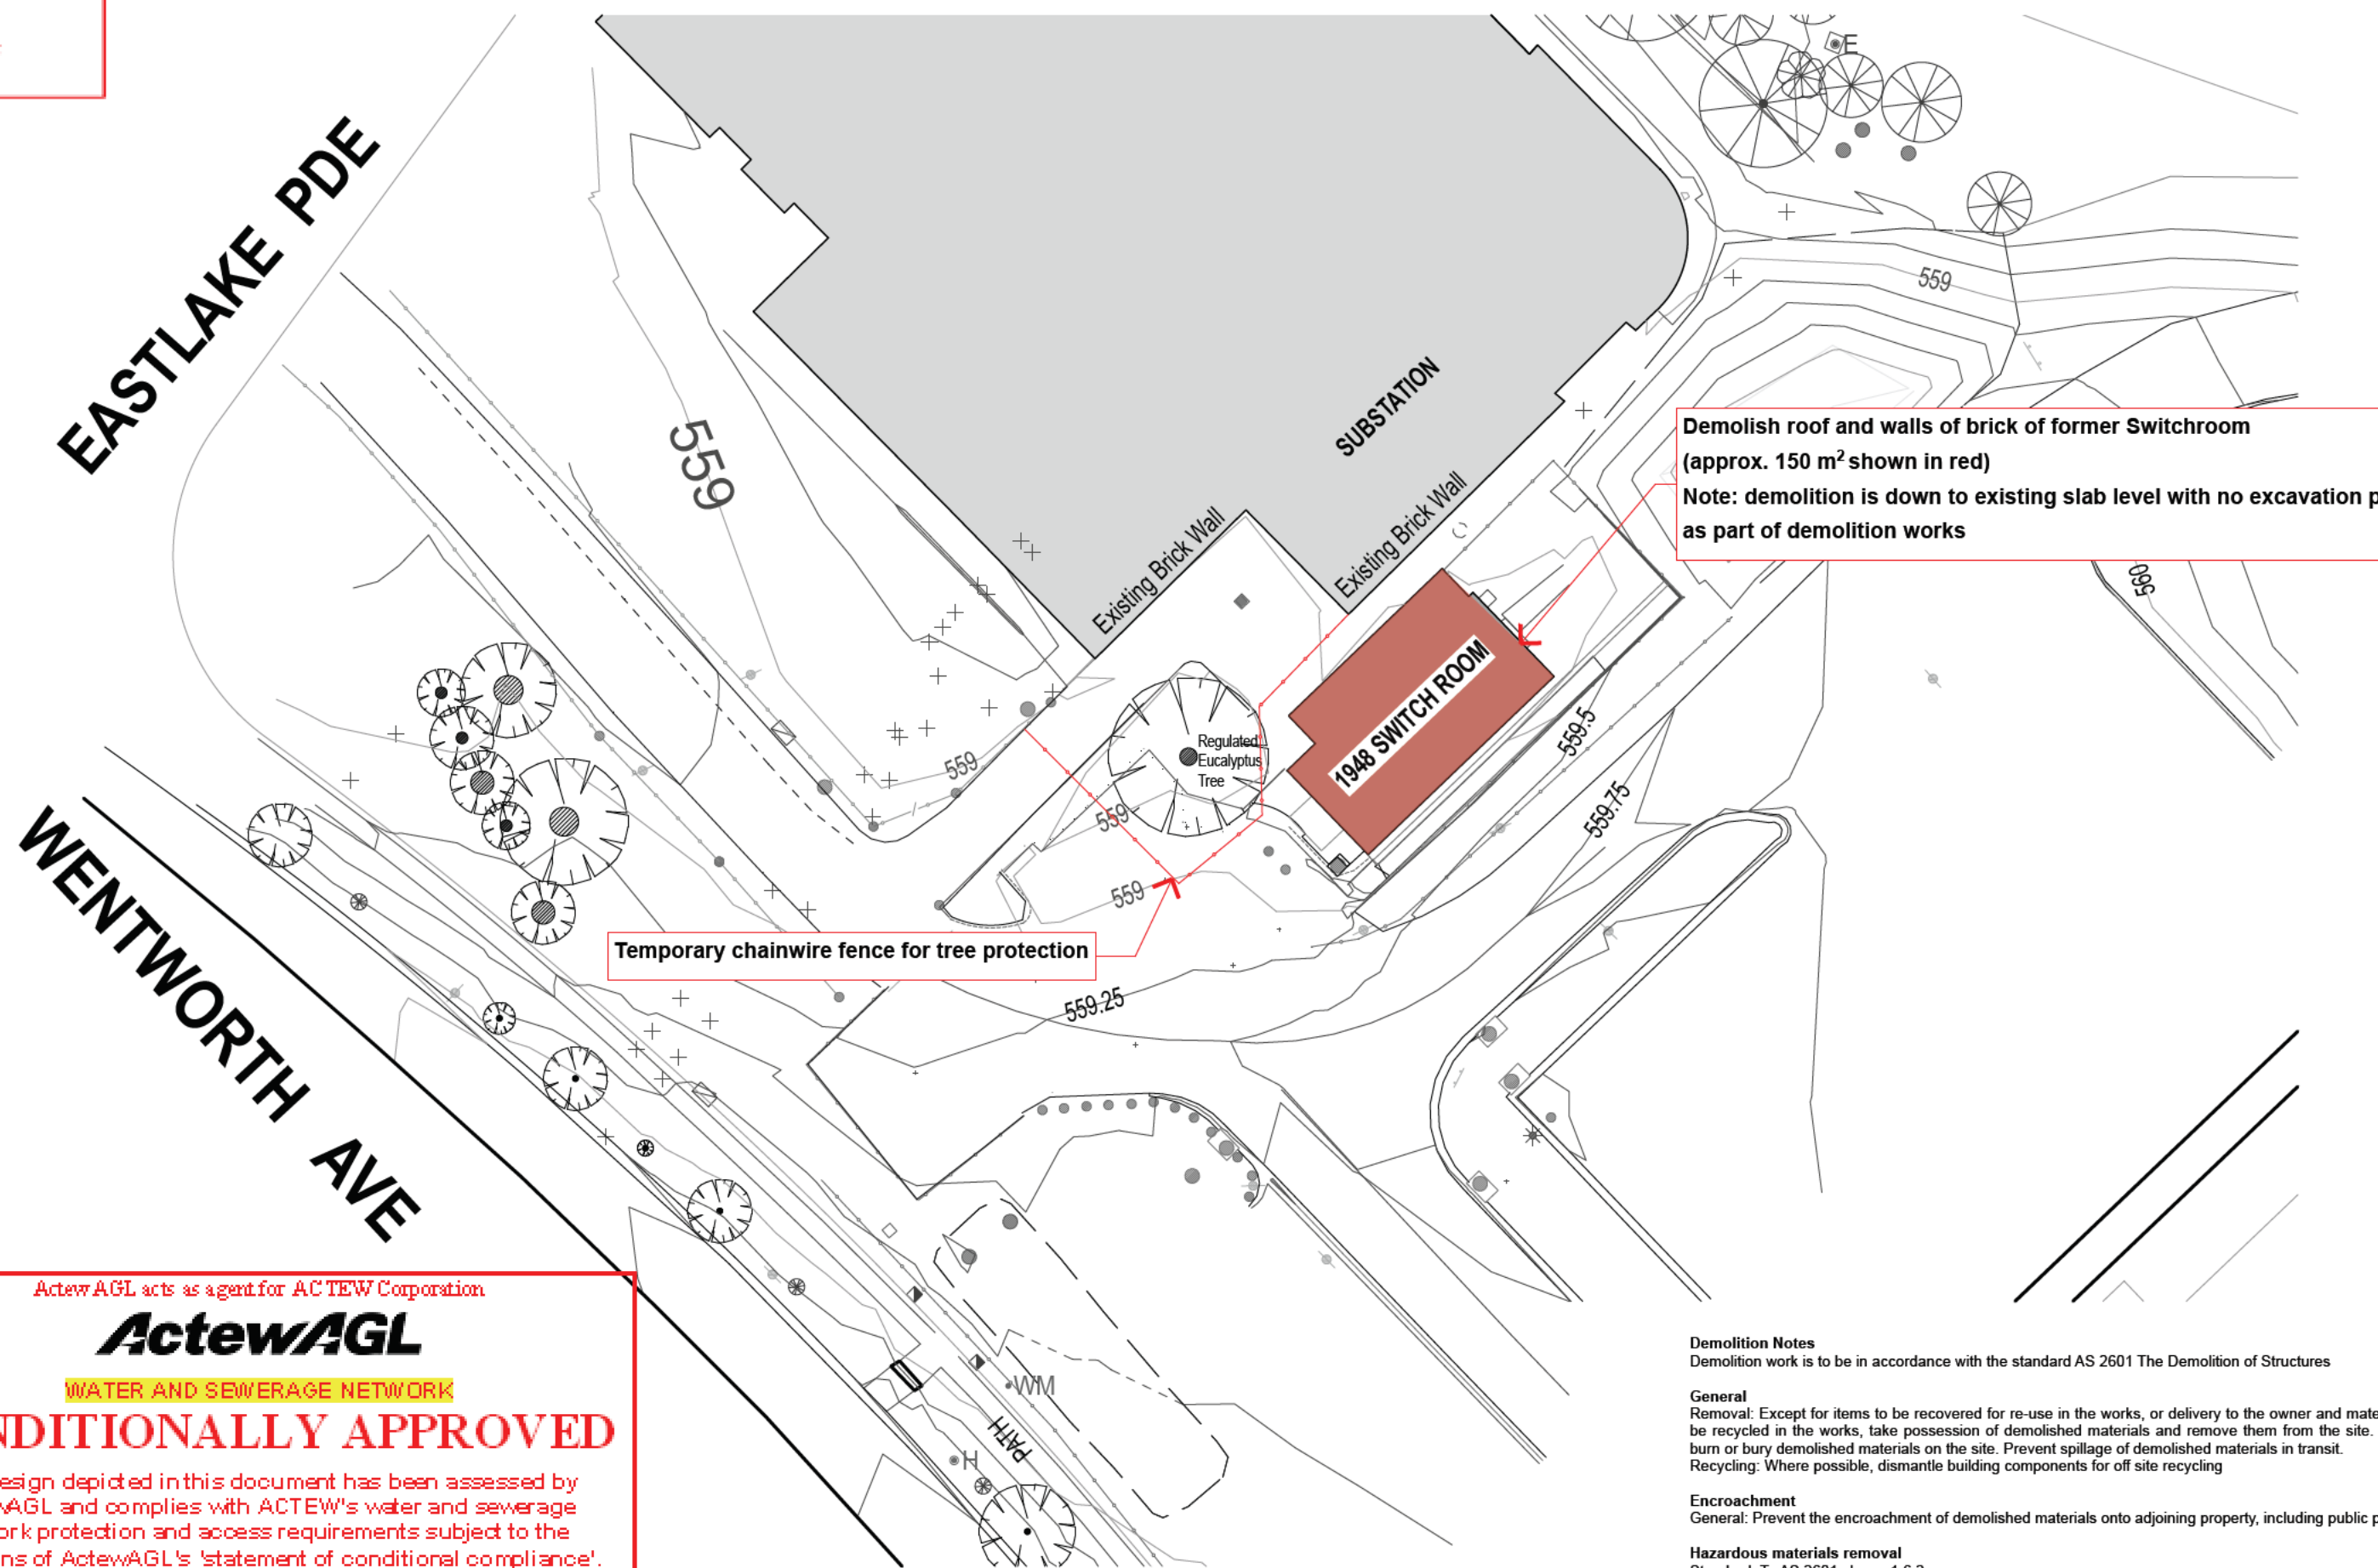 E
EASTLAKE PDE
559
559
SUBSTATION
Demolish roof and walls of brick of former Switchroom
(approx. 150 m² shown in red)
Note: demolition is down to existing slab level with no excavation p
as part of demolition works
Existing Brick Wall
Existing Brick Wall
560
1948 SWITCH ROOM
Regulated
Eucalyptus
Tree
559
559
559
559.5
559.75
WENTWORTH AVE
Temporary chainwire fence for tree protection
559.25
WM
PATH
H
ActewAGL acts as agent for ACTEW Corporation
ActewAGL
WATER AND SEWERAGE NETWORK
NDITIONALLY APPROVED
esign depicted in this document has been assessed by
wAGL and complies with ACTEW's water and sewerage
ork protection and access requirements subject to the
ns of ActewAGL's 'statement of conditional compliance'.
Demolition Notes
Demolition work is to be in accordance with the standard AS 2601 The Demolition of Structures
General
Removal: Except for items to be recovered for re-use in the works, or delivery to the owner and mate
be recycled in the works, take possession of demolished materials and remove them from the site.
burn or bury demolished materials on the site. Prevent spillage of demolished materials in transit.
Recycling: Where possible, dismantle building components for off site recycling
Encroachment
General: Prevent the encroachment of demolished materials onto adjoining property, including public p
Hazardous materials removal